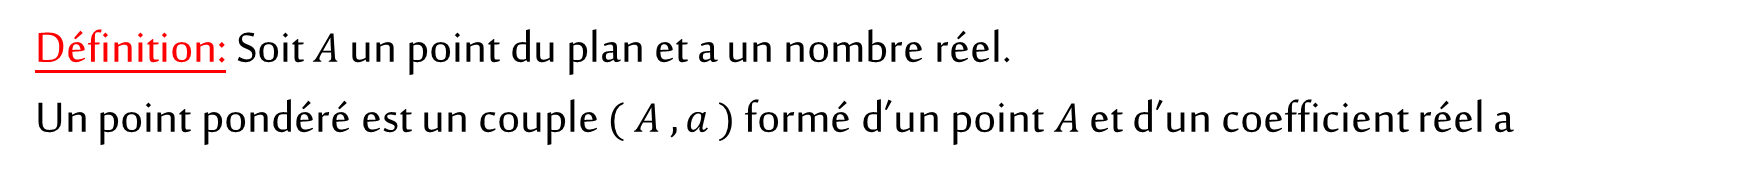 Définition: Soit A un point du plan et a un nombre réel.
Un point pondéré est un couple ( A , a ) formé d’un point A et d’un coefficient réel a